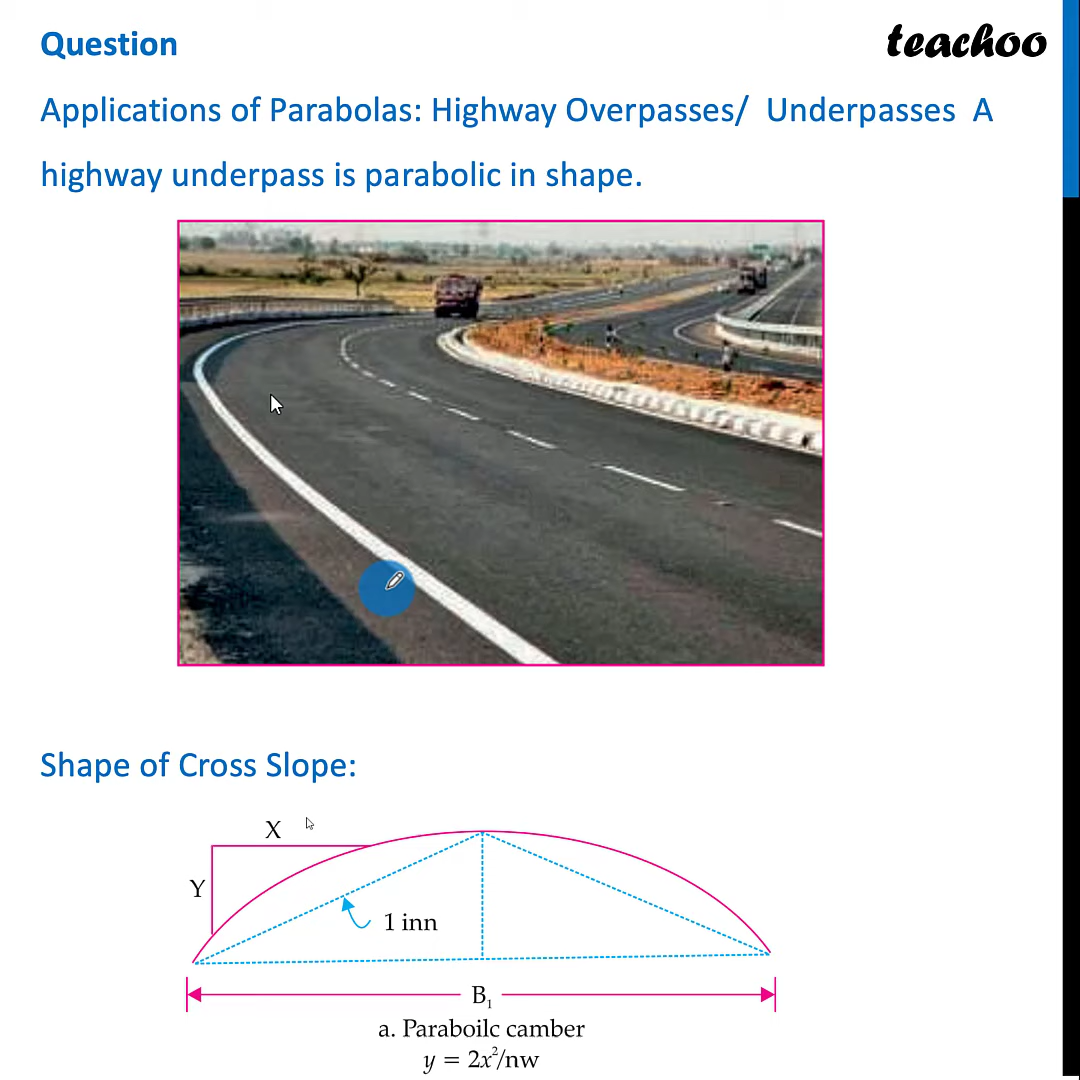 Question
teachoo
Applications of Parabolas: Highway Overpasses/ Underpasses A
highway underpass is parabolic in shape.
Shape of Cross Slope:
X
Y
1 inn
B₁
a. Paraboilc camber
y = 2x²/nw